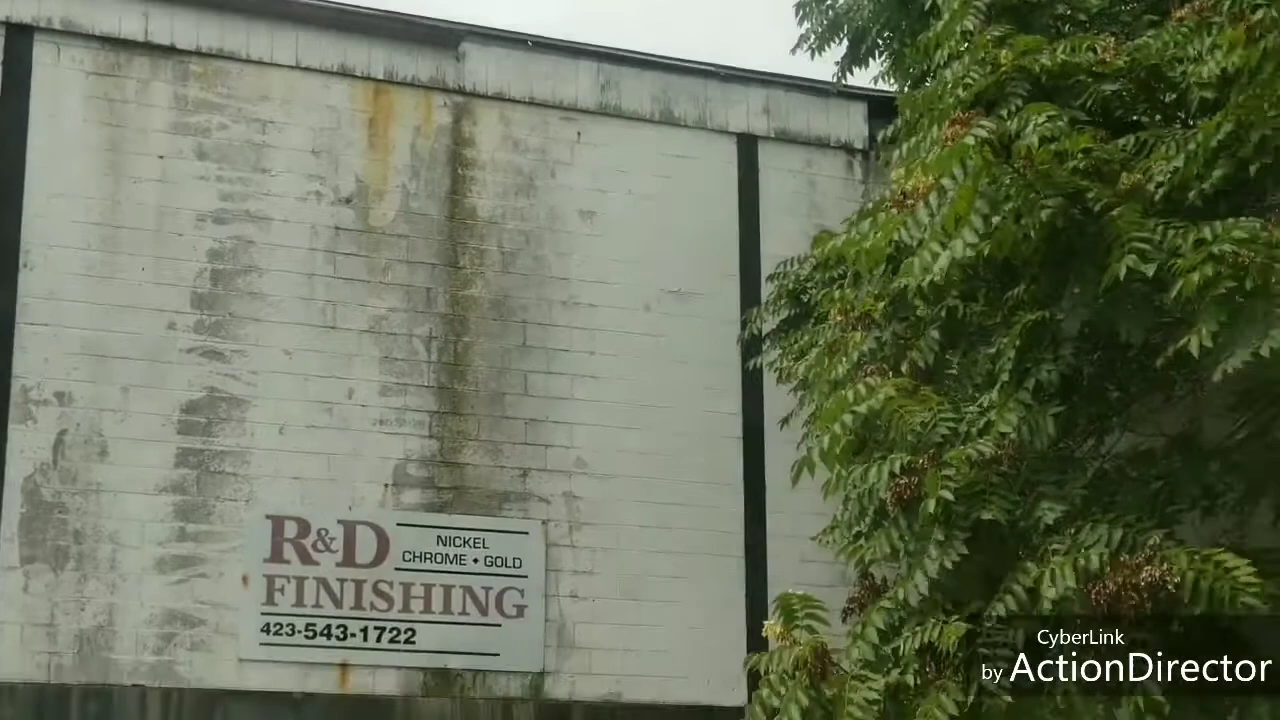 R&D
NICKEL
CHROME • GOLD
FINISHING
423-543-1722
CyberLink
by ActionDirector